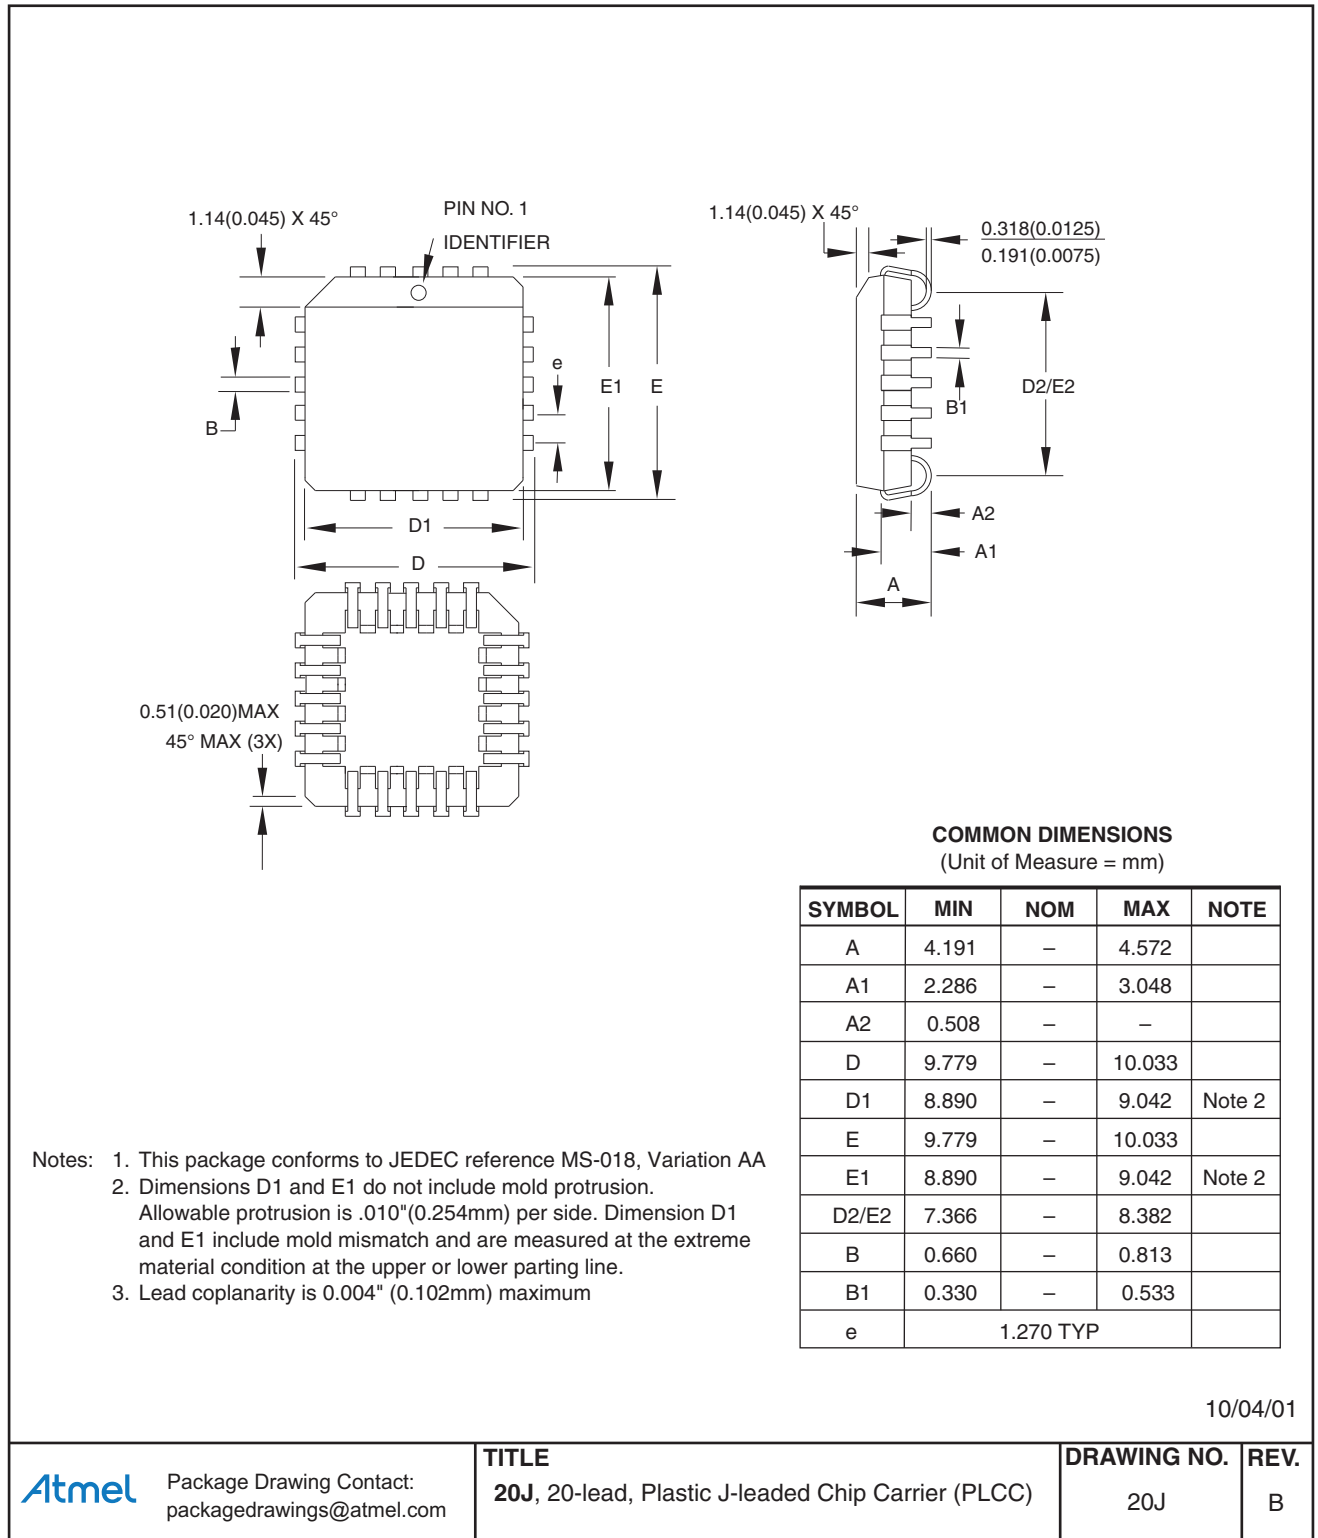 1.14(0.045) X 45°
PIN NO. 1
IDENTIFIER
1.14(0.045) X 45°
0.318(0.0125)
0.191(0.0075)
e
E1
E
B
D2/E2
B1
D1
A2
D
A1
A
0.51(0.020)MAX
45° MAX (3X)
COMMON DIMENSIONS
(Unit of Measure = mm)
SYMBOL MIN NOM MAX NOTE
A 4.191 – 4.572
A1 2.286 – 3.048
A2 0.508 – –
D 9.779 – 10.033
D1 8.890 – 9.042 Note 2
E 9.779 – 10.033
E1 8.890 – 9.042 Note 2
D2/E2 7.366 – 8.382
B 0.660 – 0.813
B1 0.330 – 0.533
e 1.270 TYP
Notes: 1. This package conforms to JEDEC reference MS-018, Variation AA
2. Dimensions D1 and E1 do not include mold protrusion.
Allowable protrusion is .010"(0.254mm) per side. Dimension D1
and E1 include mold mismatch and are measured at the extreme
material condition at the upper or lower parting line.
3. Lead coplanarity is 0.004" (0.102mm) maximum
10/04/01
Atmel
Package Drawing Contact:
packagedrawings@atmel.com
TITLE
20J, 20-lead, Plastic J-leaded Chip Carrier (PLCC)
DRAWING NO.
20J
REV.
B